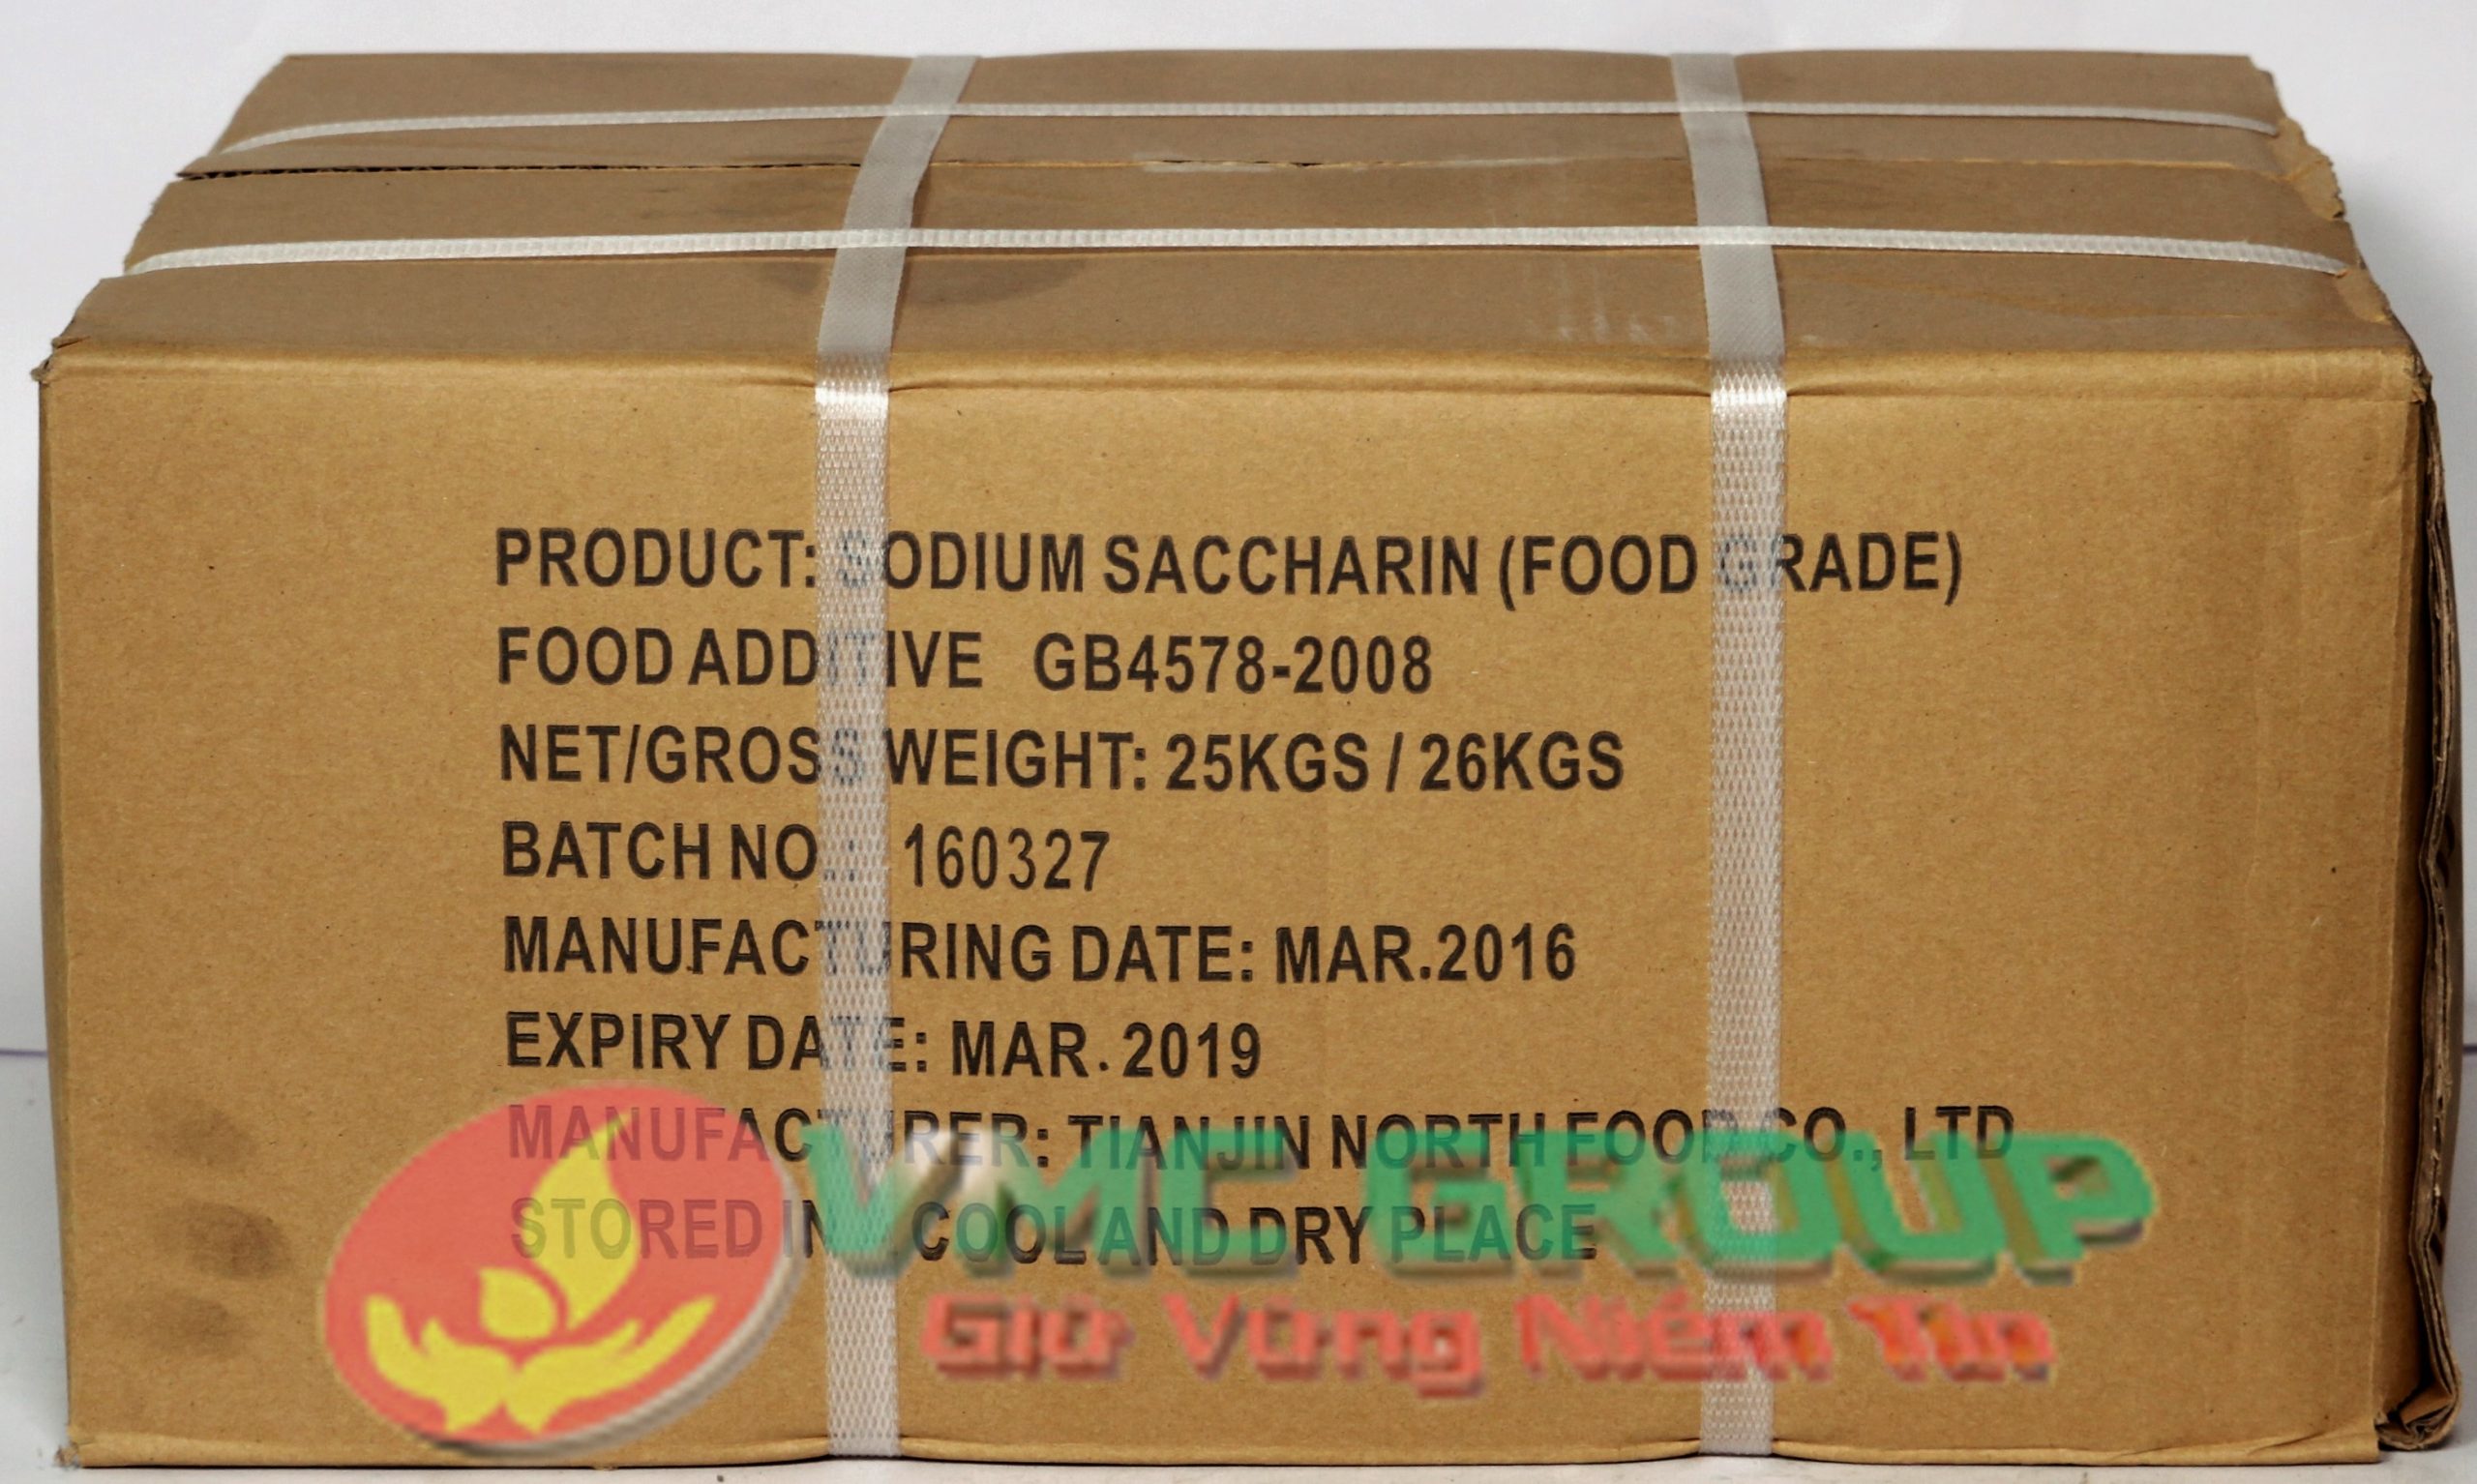 PRODUCT: SODIUM SACCHARIN (FOOD GRADE)
FOOD ADDITIVE GB4578-2008
NET/GROSS WEIGHT: 25KGS / 26KGS
BATCH NO.: 160327
MANUFACTURING DATE: MAR.2016
EXPIRY DATE: MAR. 2019
MANUFACTURER: TIANJIN NORTH FOOD CO., LTD
STORED IN COOL AND DRY PLACE
VMC GROUP
Giữ Vững Niềm Tin